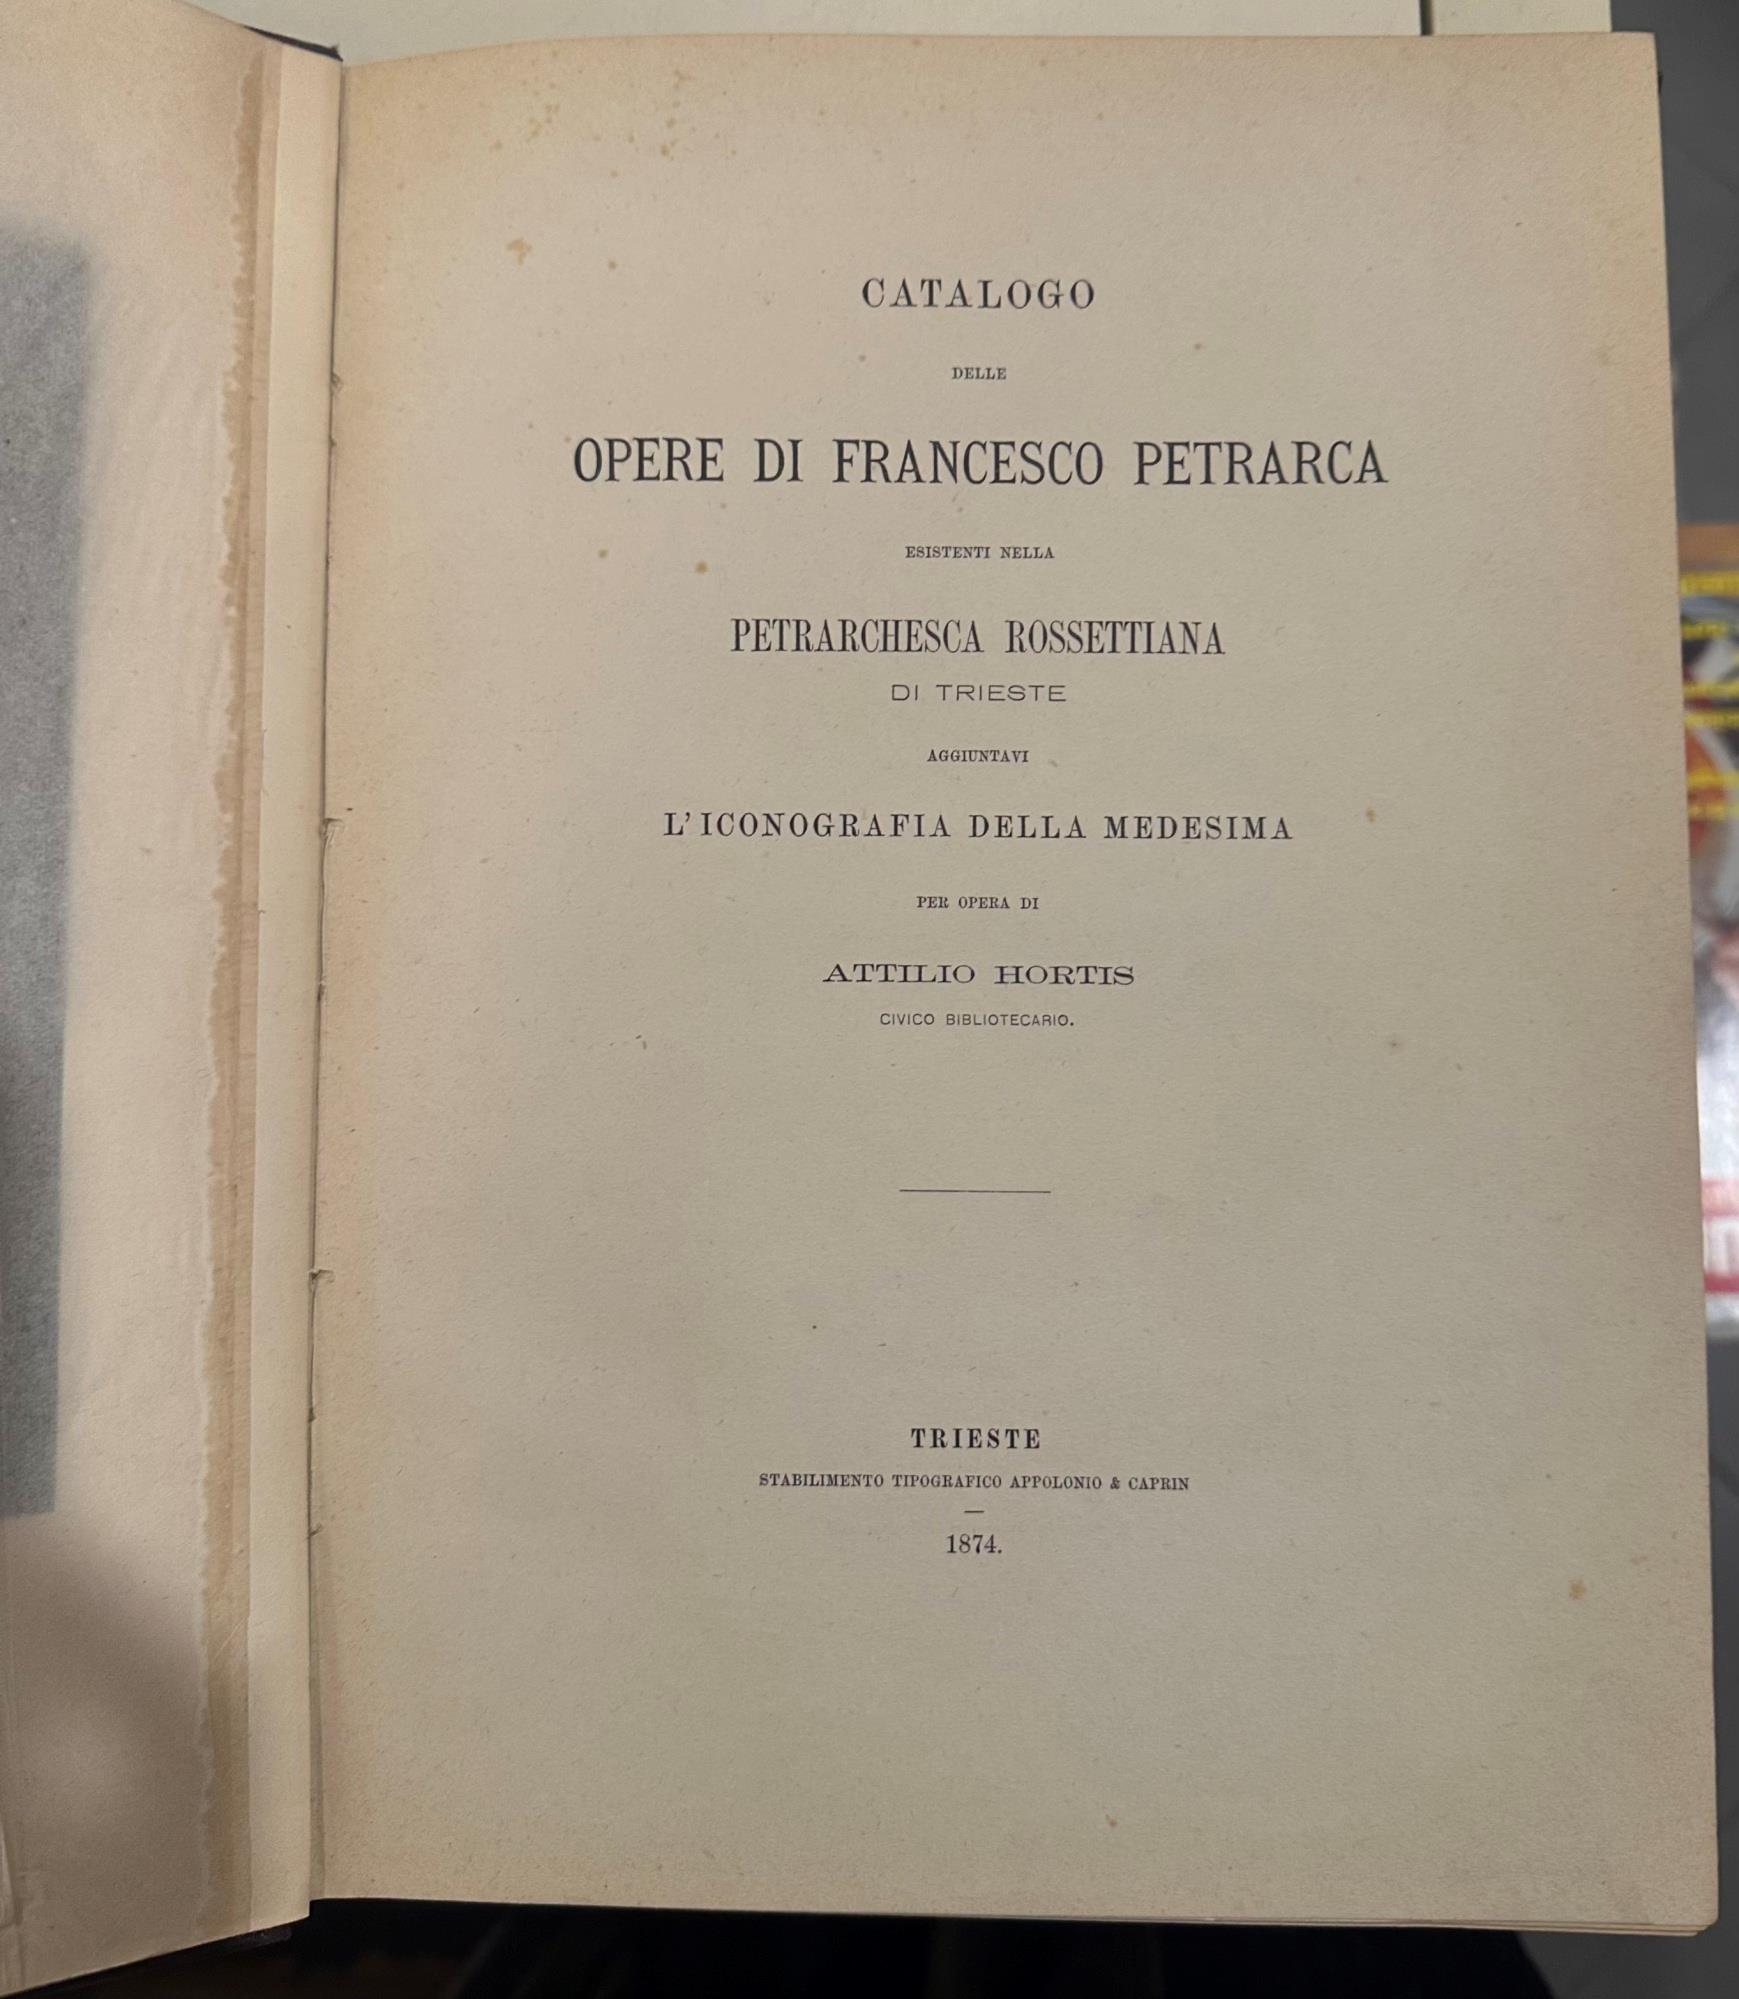 CATALOGO
DELLE
OPERE DI FRANCESCO PETRARCA
ESISTENTI NELLA
PETRARCHESCA ROSSETTIANA
DI TRIESTE
AGGIUNTAVI
L'ICONOGRAFIA DELLA MEDESIMA
PER OPERA DI
ATTILIO HORTIS
CIVICO BIBLIOTECARIO.
TRIESTE
STABILIMENTO TIPOGRAFICO APPOLONIO & CAPRIN
1874.